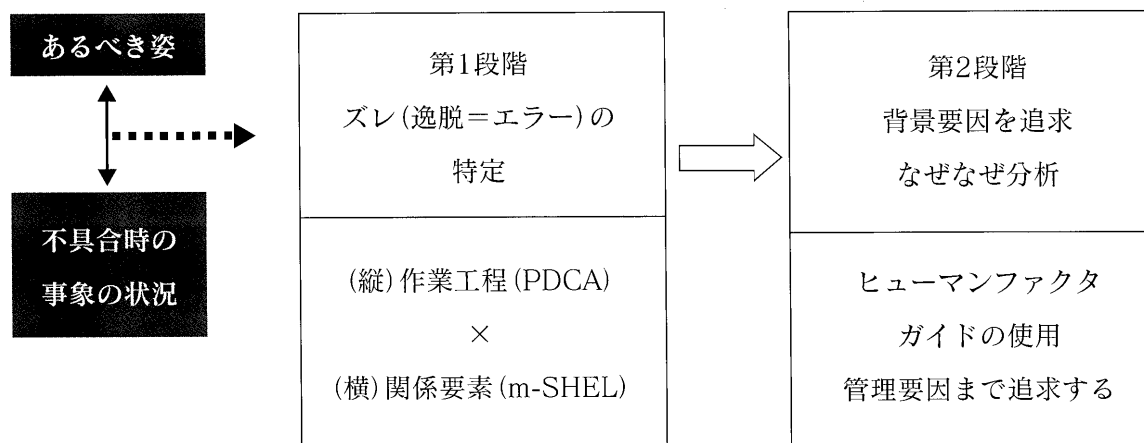 あるべき姿
不具合時の
事象の状況
第1段階
ズレ(逸脱=エラー)の
特定
(縦)作業工程(PDCA)
×
(横)関係要素(m-SHEL)
第2段階
背景要因を追求
なぜなぜ分析
ヒューマンファクタ
ガイドの使用
管理要因まで追求する